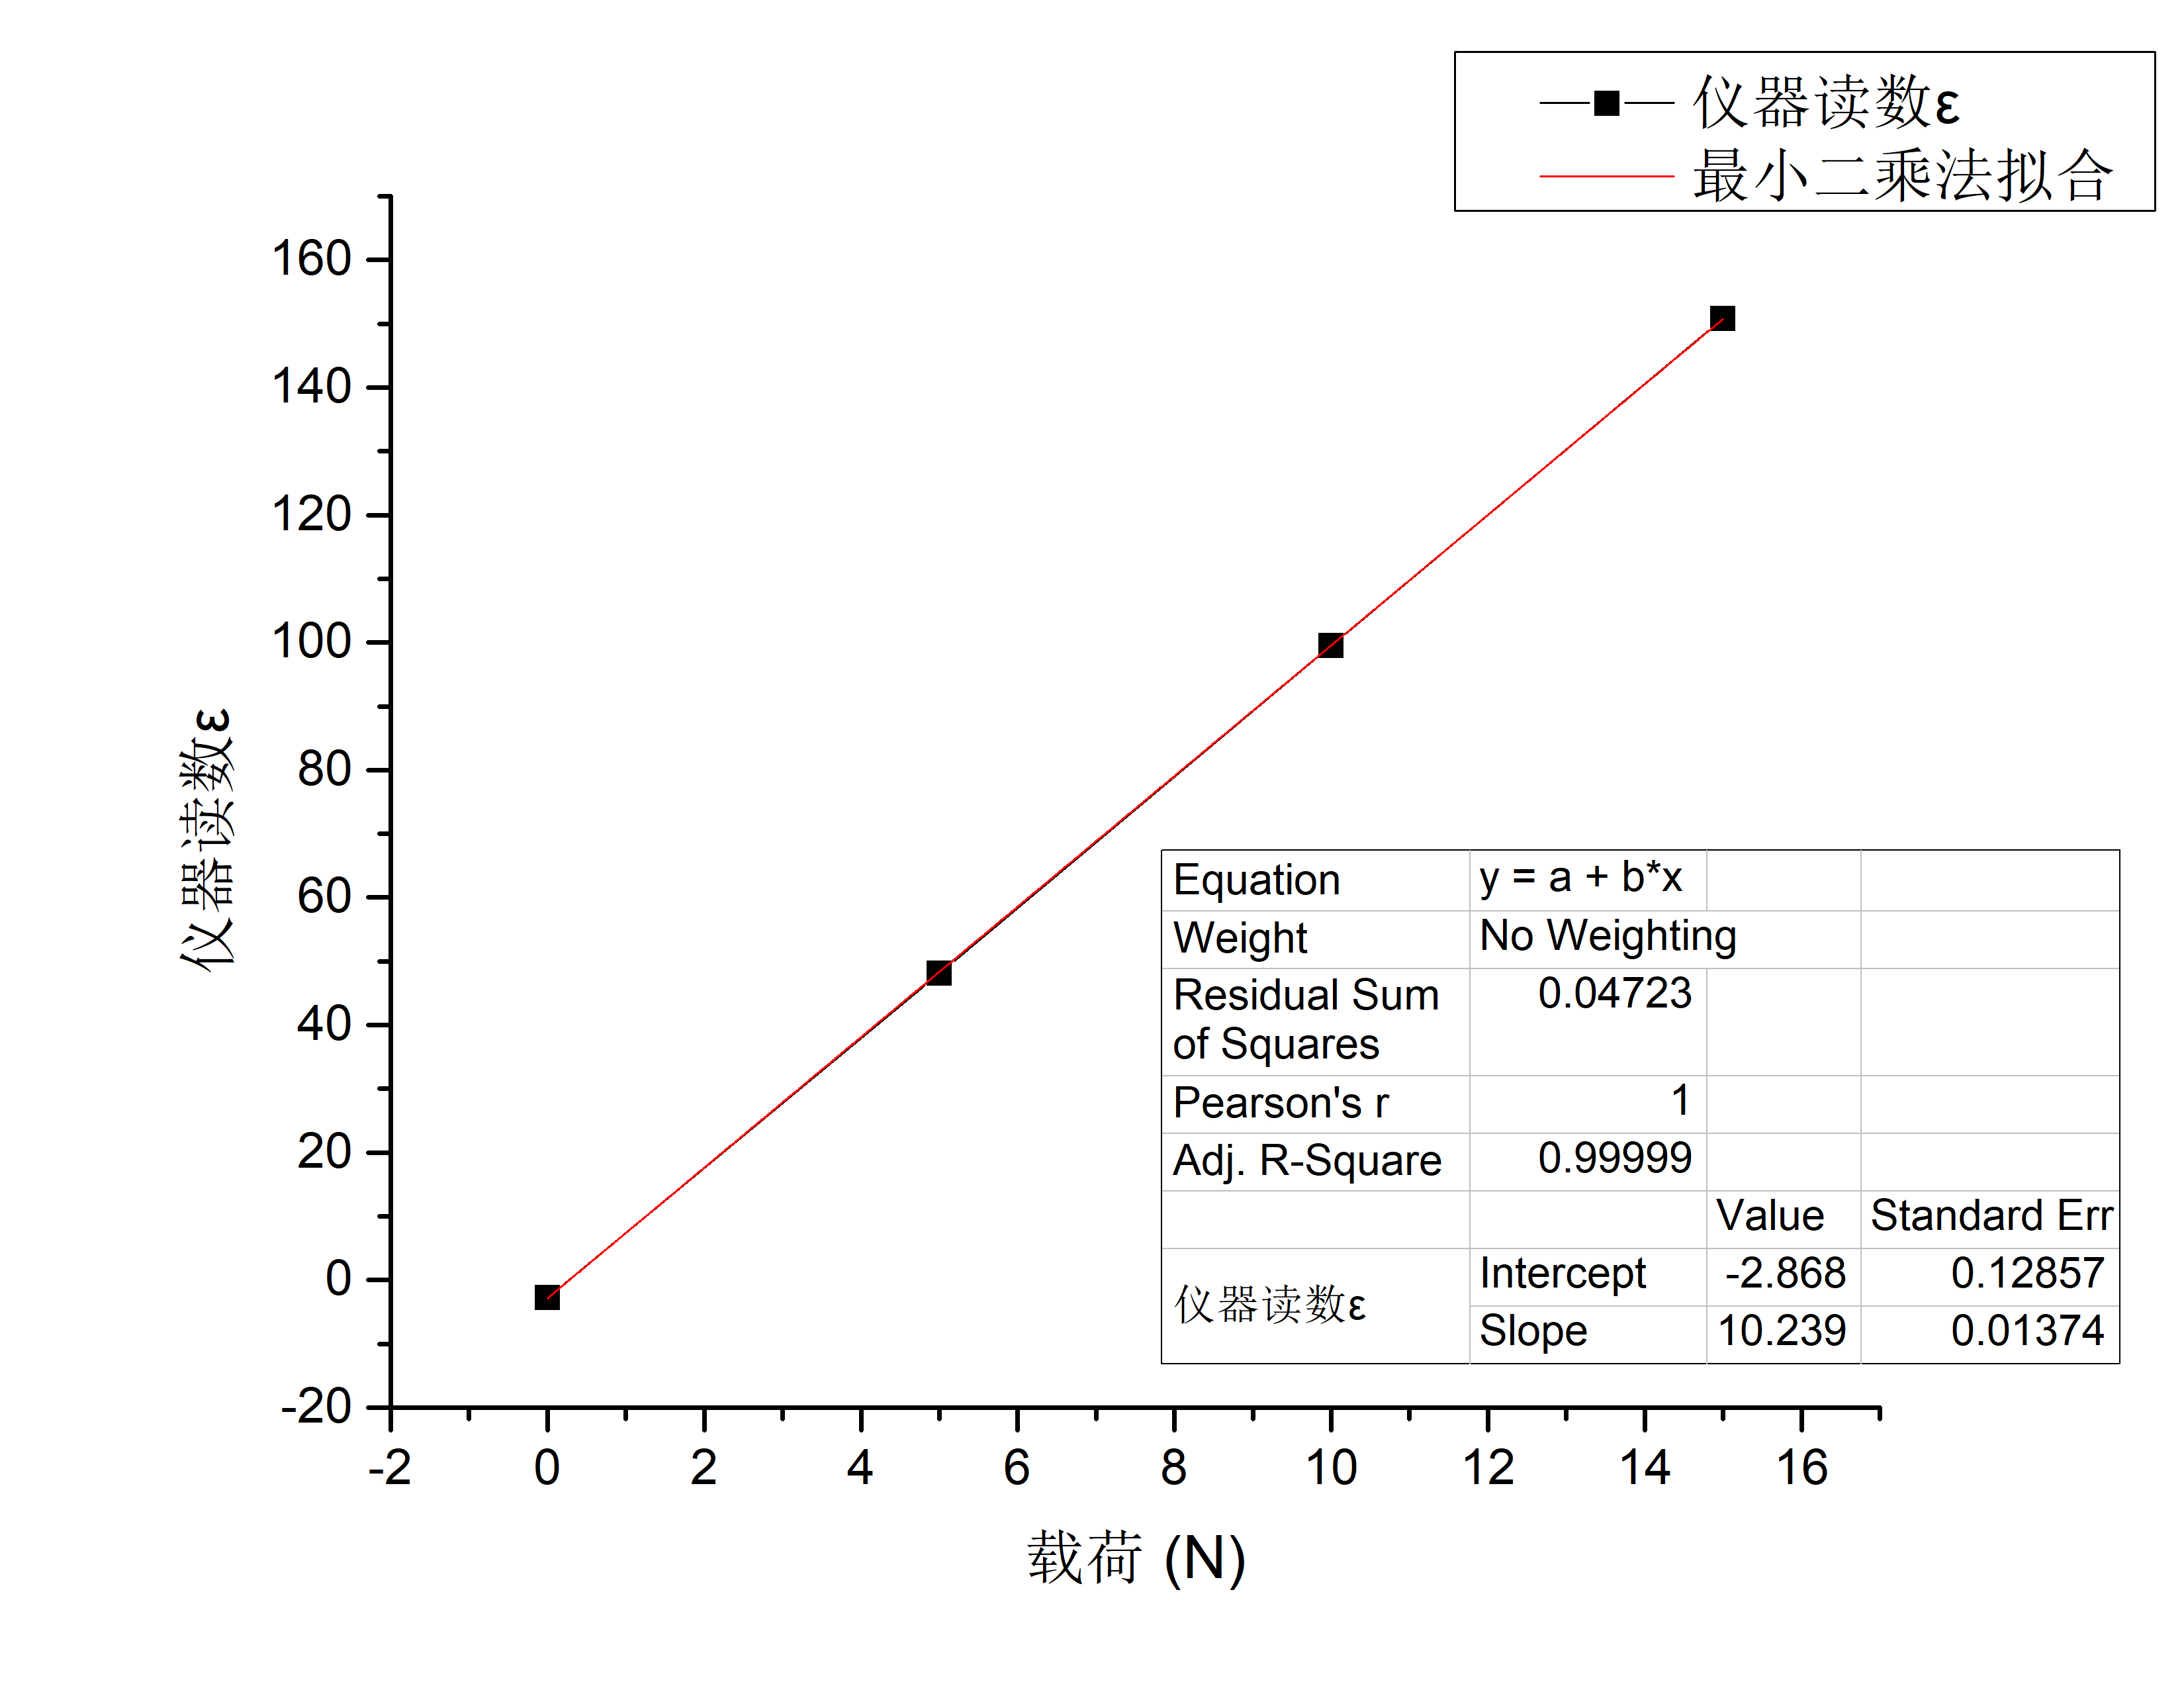 仪器读数ε
最小二乘法拟合
160
140
120
100
80
60
40
20
0
-20
仪器读数ε
-2 0 2 4 6 8 10 12 14 16
载荷 (N)
Equation y = a + b*x
Weight No Weighting
Residual Sum 0.04723
of Squares
Pearson's r 1
Adj. R-Square 0.99999
Value Standard Err
仪器读数ε
Intercept -2.868 0.12857
Slope 10.239 0.01374